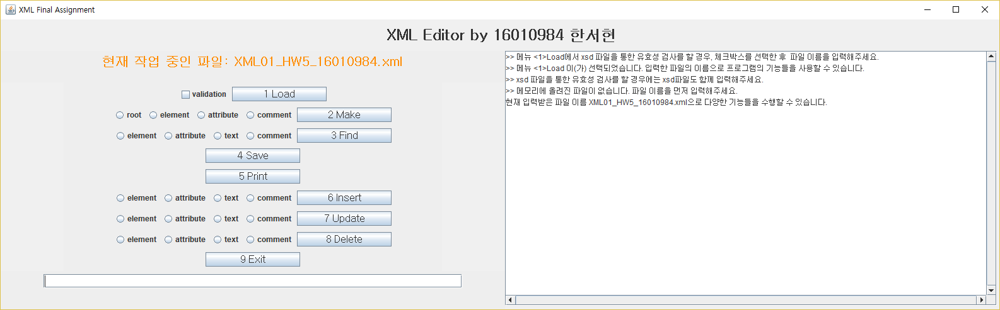 XML Final Assignment
XML Editor by 16010984 한서현
현재 작업 중인 파일: XML01_HW5_16010984.xml
validation 1 Load
root element attribute comment 2 Make
element attribute text comment 3 Find
4 Save
5 Print
element attribute text comment 6 Insert
element attribute text comment 7 Update
element attribute text comment 8 Delete
9 Exit
>> 메뉴 <1>Load에서 xsd 파일을 통한 유효성 검사를 할 경우, 체크박스를 선택한 후 파일 이름을 입력해주세요.
>> 메뉴 <1>Load 이(가) 선택되었습니다. 입력한 파일의 이름으로 프로그램의 기능들을 사용할 수 있습니다.
>> xsd 파일을 통한 유효성 검사를 할 경우에는 xsd파일도 함께 입력해주세요.
>> 메모리에 올려진 파일이 없습니다. 파일 이름을 먼저 입력해주세요.
현재 입력받은 파일 이름 XML01_HW5_16010984.xml으로 다양한 기능들을 수행할 수 있습니다.